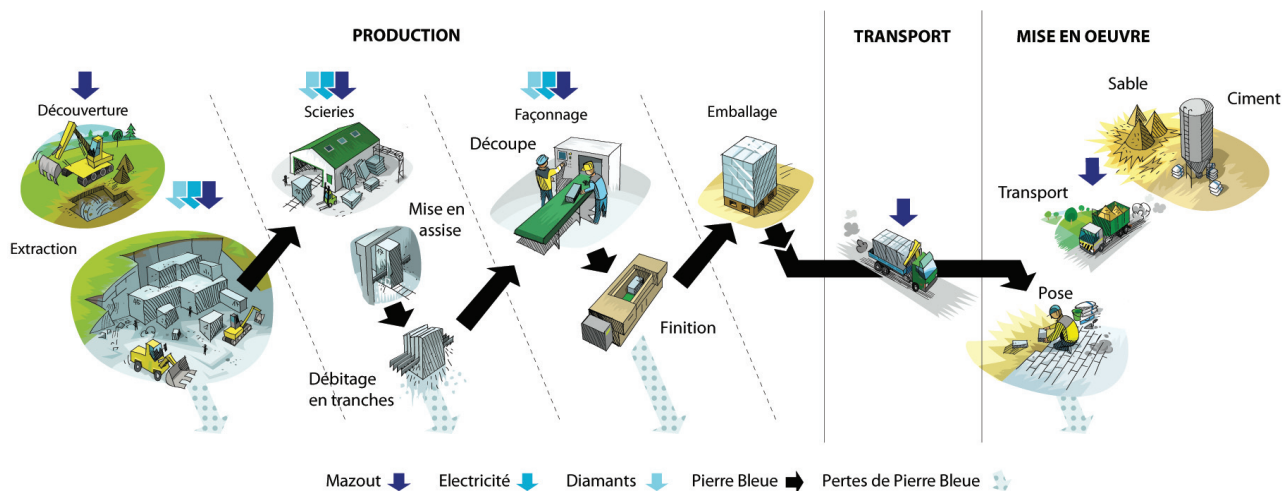 PRODUCTION
TRANSPORT
MISE EN OEUVRE
Découverte
Extraction
Scieries
Mise en
assise
Débitage
en tranches
Façonnage
Découpe
Finition
Emballage
Sable
Ciment
Transport
Pose
Mazout
Electricité
Diamants
Pierre Bleue
Pertes de Pierre Bleue